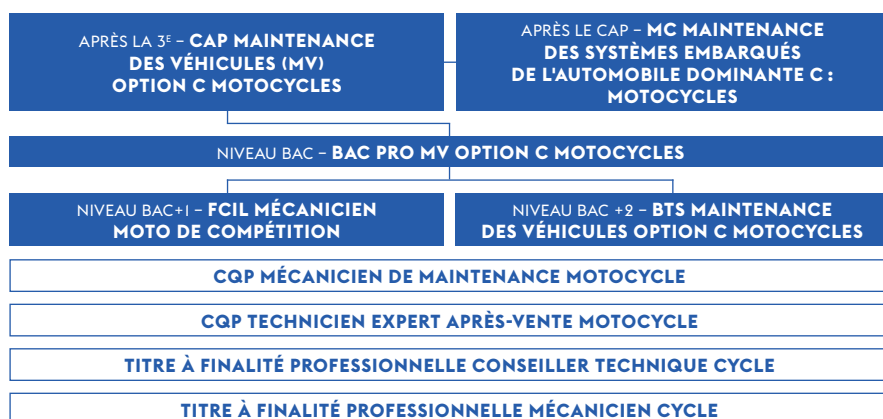 APRÈS LA 3E – CAP MAINTENANCE
DES VÉHICULES (MV)
OPTION C MOTOCYCLES
APRÈS LE CAP – MC MAINTENANCE
DES SYSTÈMES EMBARQUÉS
DE L'AUTOMOBILE DOMINANTE C :
MOTOCYCLES
NIVEAU BAC – BAC PRO MV OPTION C MOTOCYCLES
NIVEAU BAC+1 – FCIL MÉCANICIEN
MOTO DE COMPÉTITION
NIVEAU BAC +2 – BTS MAINTENANCE
DES VÉHICULES OPTION C MOTOCYCLES
CQP MÉCANICIEN DE MAINTENANCE MOTOCYCLE
CQP TECHNICIEN EXPERT APRÈS-VENTE MOTOCYCLE
TITRE À FINALITÉ PROFESSIONNELLE CONSEILLER TECHNIQUE CYCLE
TITRE À FINALITÉ PROFESSIONNELLE MÉCANICIEN CYCLE